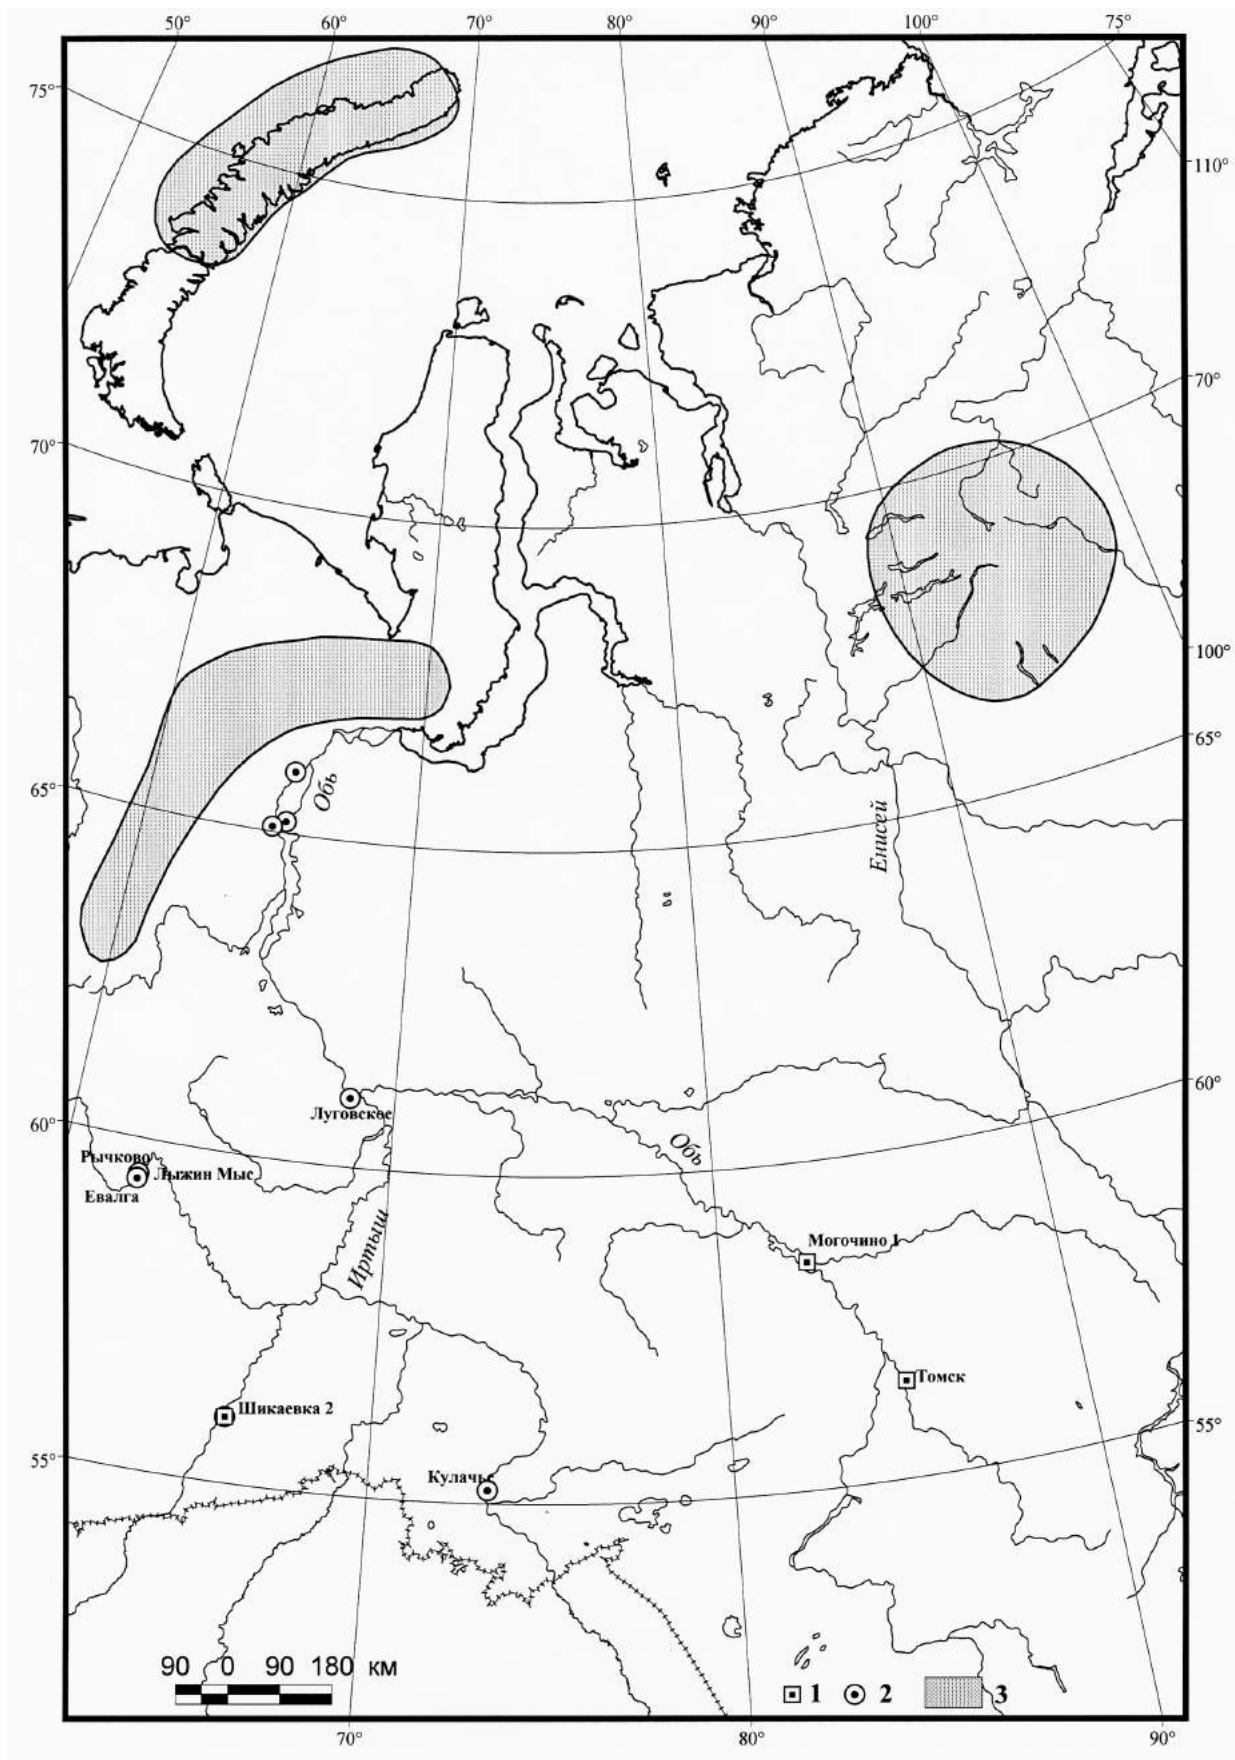 50° 60° 70° 80° 90° 100° 75°
75°
110°
70°
70°
100°
65°
65°
Обь
Енисей
60°
60°
Луговское
Обь
Рычково
Лыжин Мыс
Евалга
Иртыш
Могочино 1
Томск
Шикаевка 2
55°
55°
Кулачье
90 0 90 180 км
1 2 3
70° 80° 90°